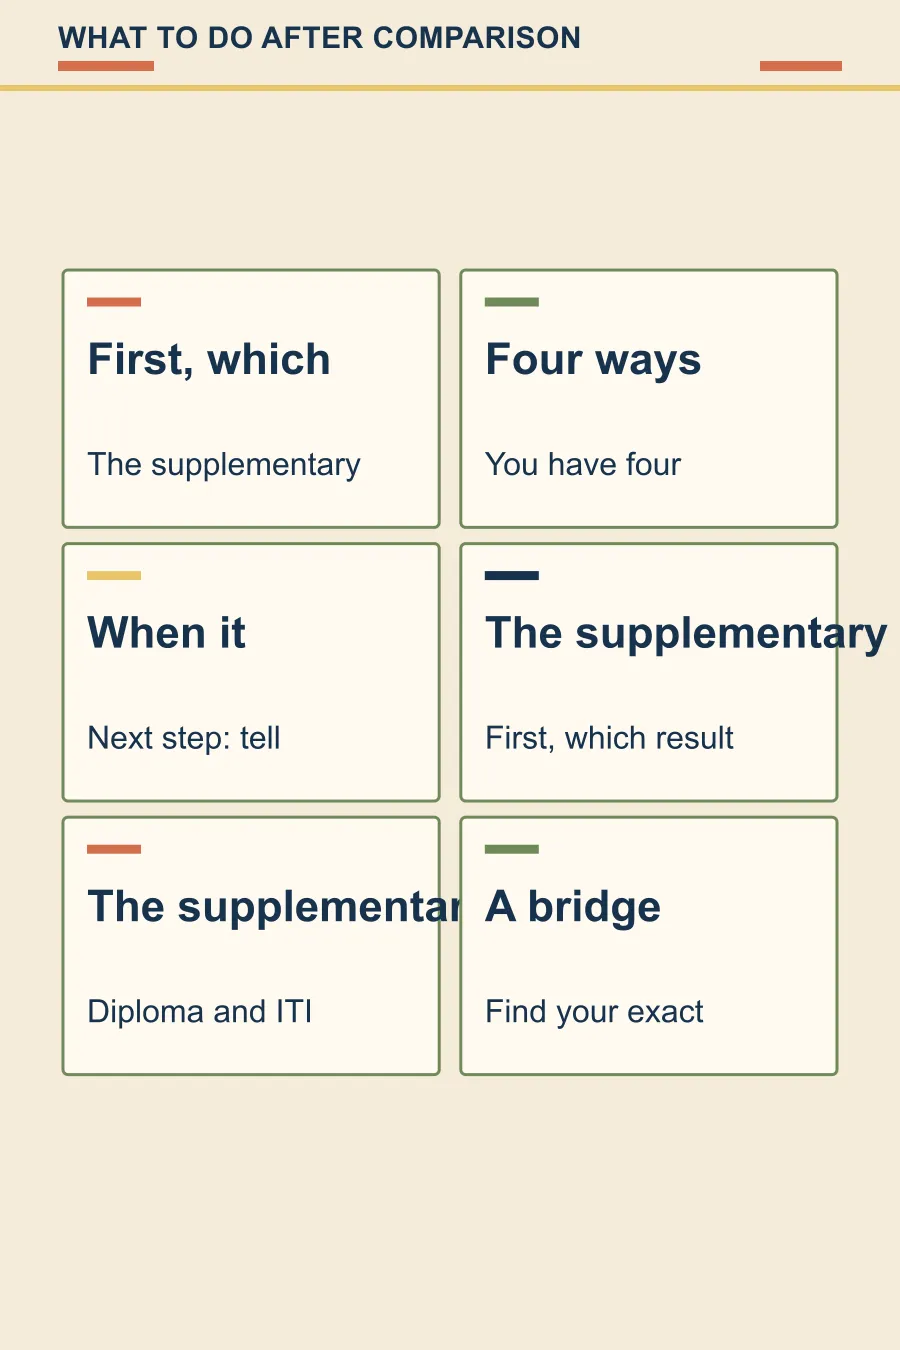 WHAT TO DO AFTER COMPARISON
First, which
The supplementary
Four ways
You have four
When it
Next step: tell
The supplementary
First, which result
The supplementar
Diploma and ITI
A bridge
Find your exact